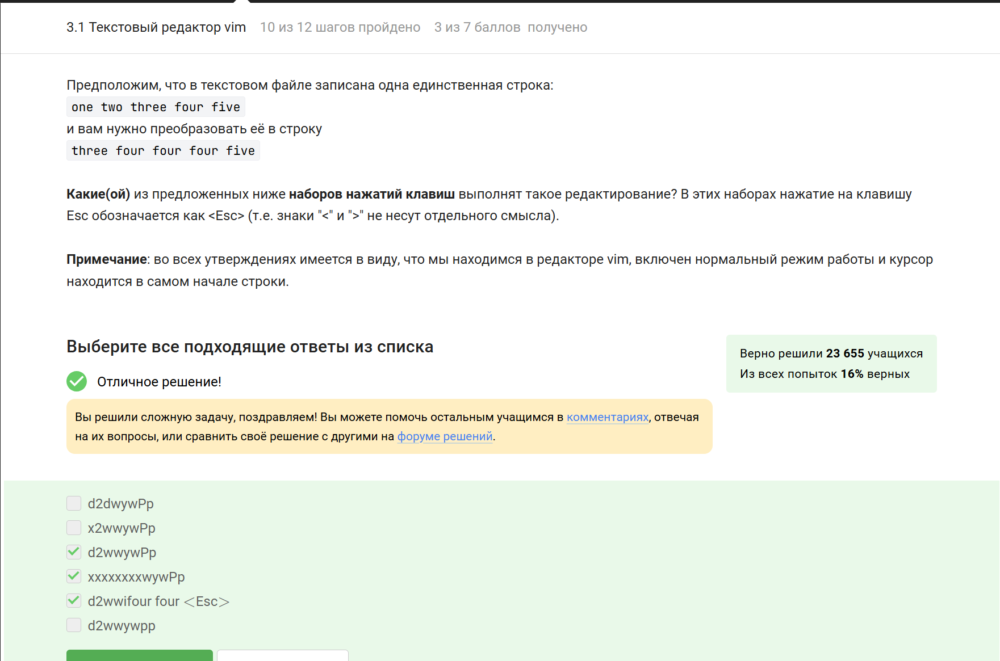 3.1 Текстовый редактор vim 10 из 12 шагов пройдено 3 из 7 баллов получено
Предположим, что в текстовом файле записана одна единственная строка:
one two three four five
и вам нужно преобразовать её в строку
three four four four five
Какие(ой) из предложенных ниже наборов нажатий клавиш выполнят такое редактирование? В этих наборах нажатие на клавишу
Esc обозначается как <Esc> (т.е. знаки "<" и ">" не несут отдельного смысла).
Примечание: во всех утверждениях имеется в виду, что мы находимся в редакторе vim, включен нормальный режим работы и курсор
находится в самом начале строки.
Выберите все подходящие ответы из списка
Верно решили 23 655 учащихся
Из всех попыток 16% верных
Отличное решение!
Вы решили сложную задачу, поздравляем! Вы можете помочь остальным учащимся в комментариях, отвечая
на их вопросы, или сравнить своё решение с другими на форуме решений.
d2dwywPp
x2wwywPp
d2wwywPp
xxxxxxxxwywPp
d2wwifour four <Esc>
d2wwywpp